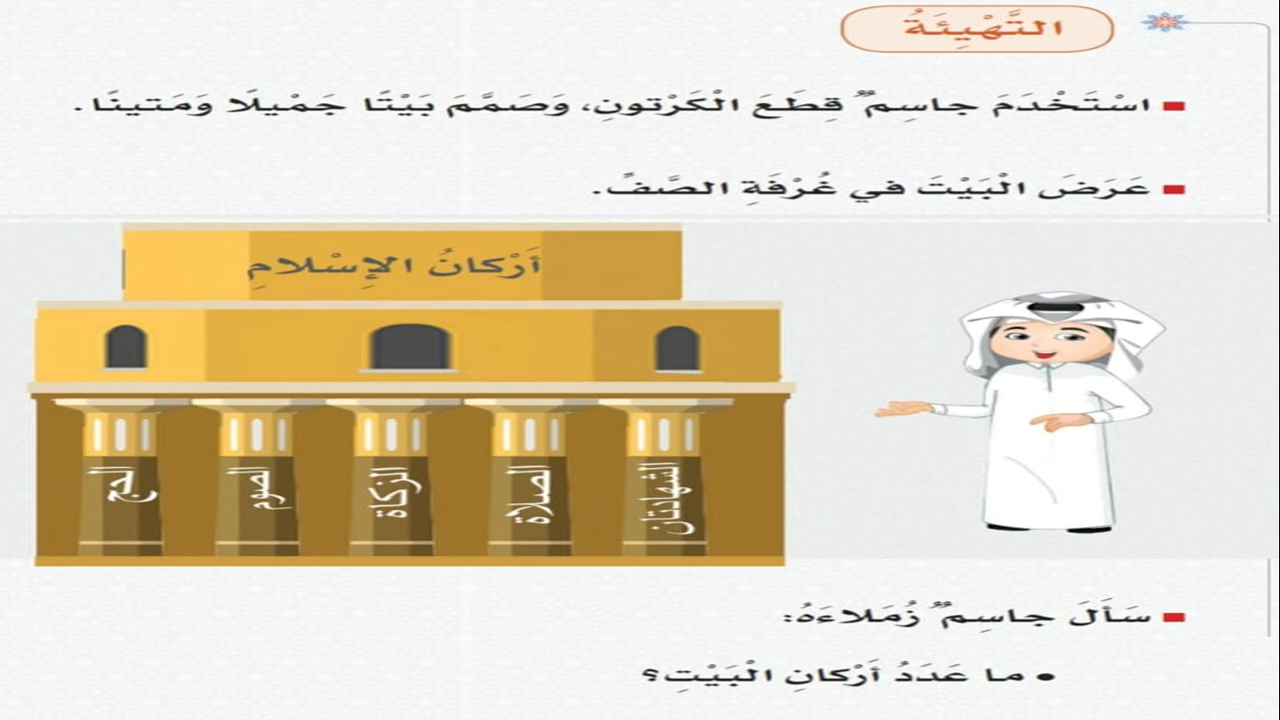 التَّهْيِئَةُ
اسْتَخْدَمَ جاسِمٌ قِطَعَ الْكَرْتونِ، وَصَمَّمَ بَيْتًا جَمْيلًا وَمَتينًا.
عَرَضَ الْبَيْتَ في غُرْفَةِ الصَّفِّ.
أَرْكانُ الإِسْلامِ
الشهادتان
الصلاة
الزكاة
الصوم
الحج
سَأَلَ جاسِمٌ زُمَلاءَهُ:
• ما عَدَدُ أَرْكانِ الْبَيْتِ؟